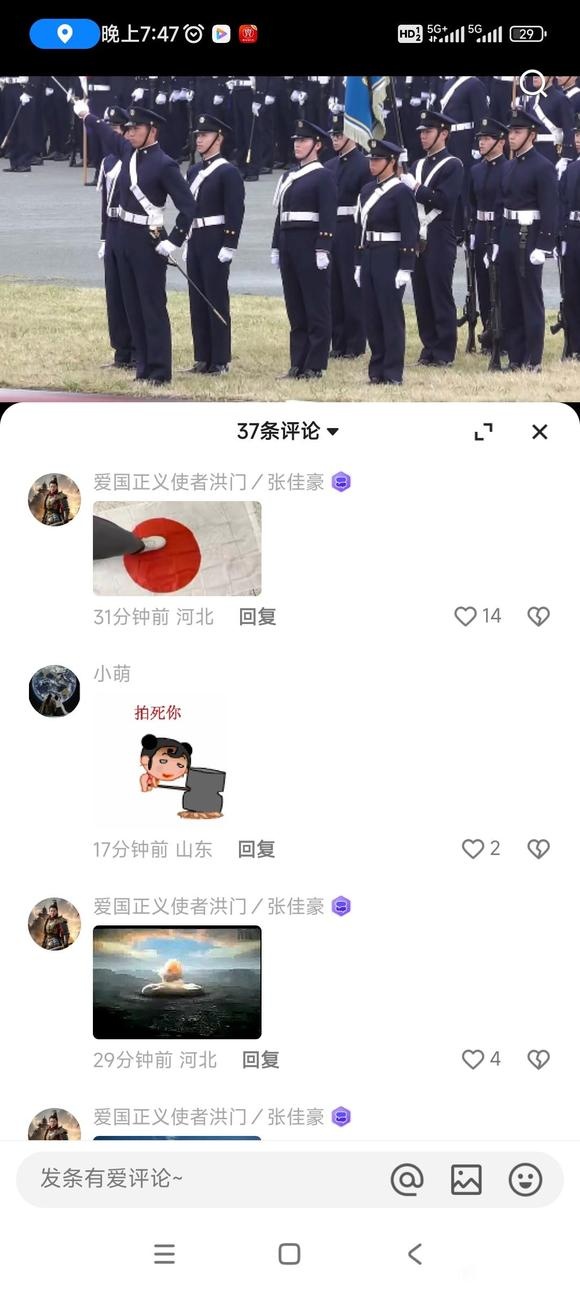 晚上7:47
HD 1 2 5G+ 5G 29
37条评论
爱国正义使者洪门/张佳豪
31分钟前 河北 回复 14
小萌
拍死你
17分钟前 山东 回复 2
爱国正义使者洪门/张佳豪
29分钟前 河北 回复 4
爱国正义使者洪门/张佳豪
发条有爱评论~